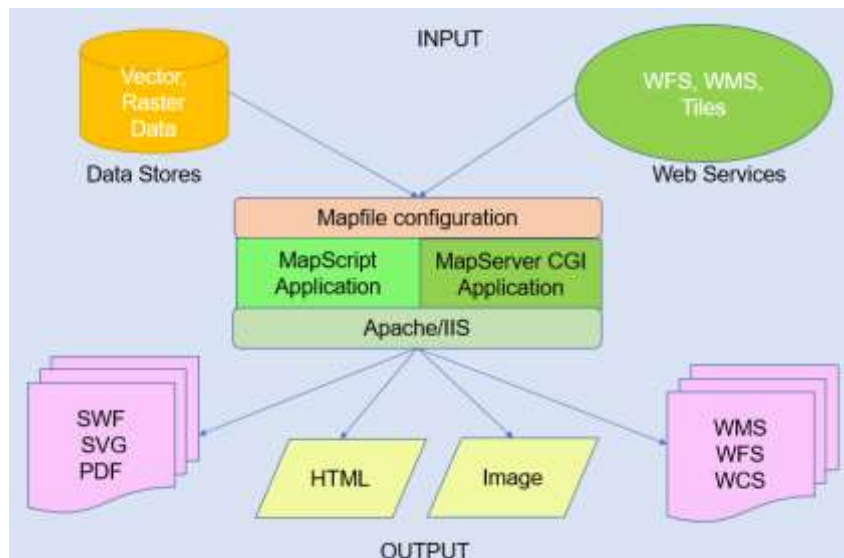 INPUT
Vector,
Raster
Data
WFS, WMS,
Tiles
Data Stores
Web Services
Mapfile configuration
MapScript
Application
MapServer CGI
Application
Apache/IIS
SWF
SVG
PDF
HTML
Image
WMS
WFS
WCS
OUTPUT